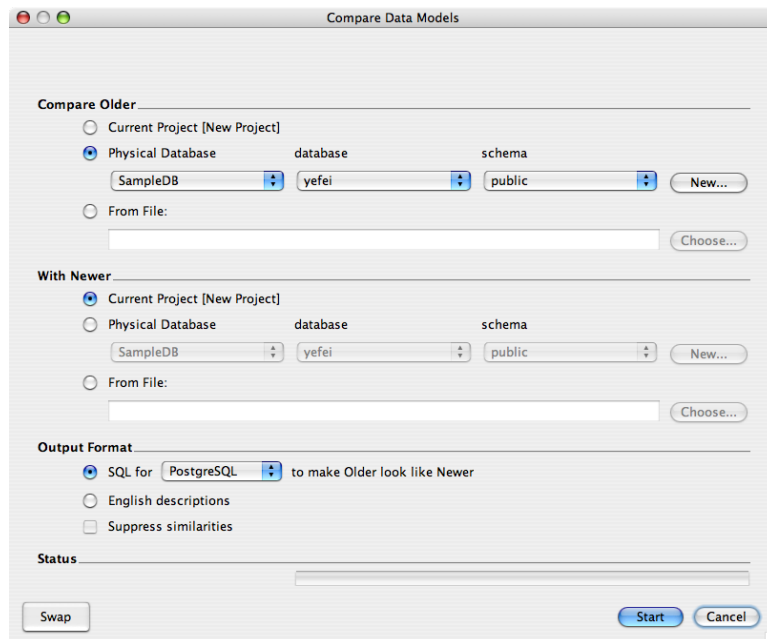 Compare Data Models
Compare Older
Current Project [New Project]
Physical Database database schema
SampleDB yefei public New...
From File:
Choose...
With Newer
Current Project [New Project]
Physical Database database schema
SampleDB yefei public New...
From File:
Choose...
Output Format
SQL for PostgreSQL to make Older look like Newer
English descriptions
Suppress similarities
Status
Swap Start Cancel